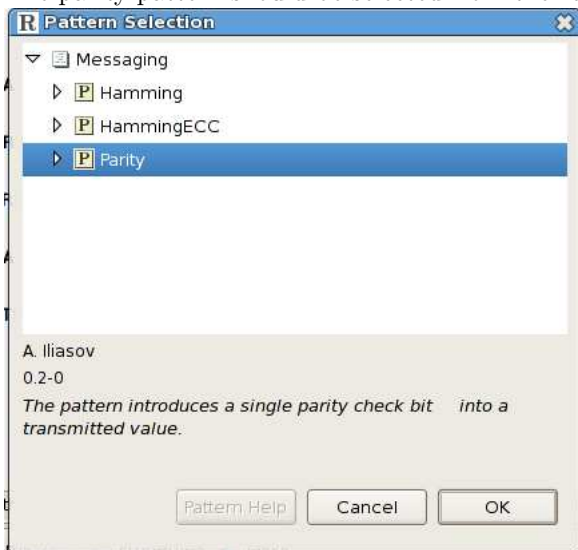 R Pattern Selection
Messaging
P Hamming
P HammingECC
P Parity
A. Iliasov
0.2-0
The pattern introduces a single parity check bit into a
transmitted value.
Pattern Help Cancel OK